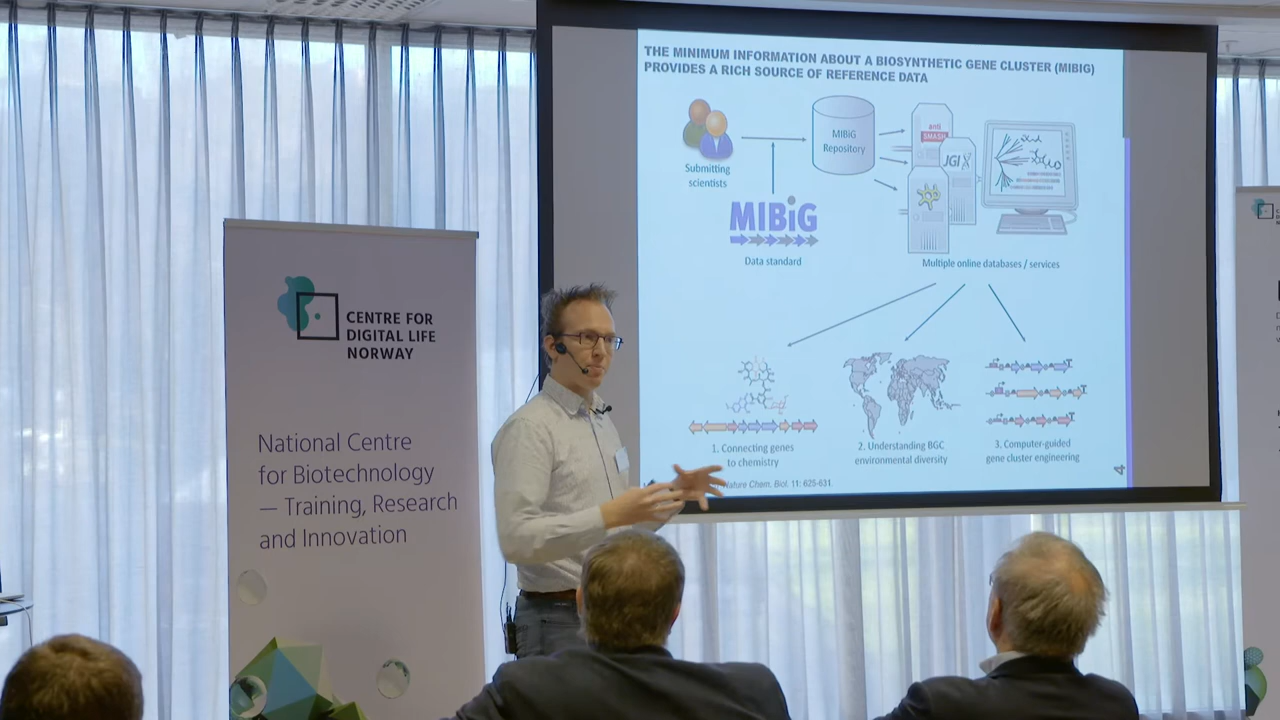 THE MINIMUM INFORMATION ABOUT A BIOSYNTHETIC GENE CLUSTER (MIBIG)
PROVIDES A RICH SOURCE OF REFERENCE DATA
Submitting
scientists
MIBiG
Repository
anti
SMASH
JGI
MIBiG
Data standard
Multiple online databases / services
1. Connecting genes
to chemistry
2. Understanding BGC
environmental diversity
3. Computer-guided
gene cluster engineering
Nature Chem. Biol. 11: 625-631.
4
CENTRE FOR
DIGITAL LIFE
NORWAY
National Centre
for Biotechnology
— Training, Research
and Innovation